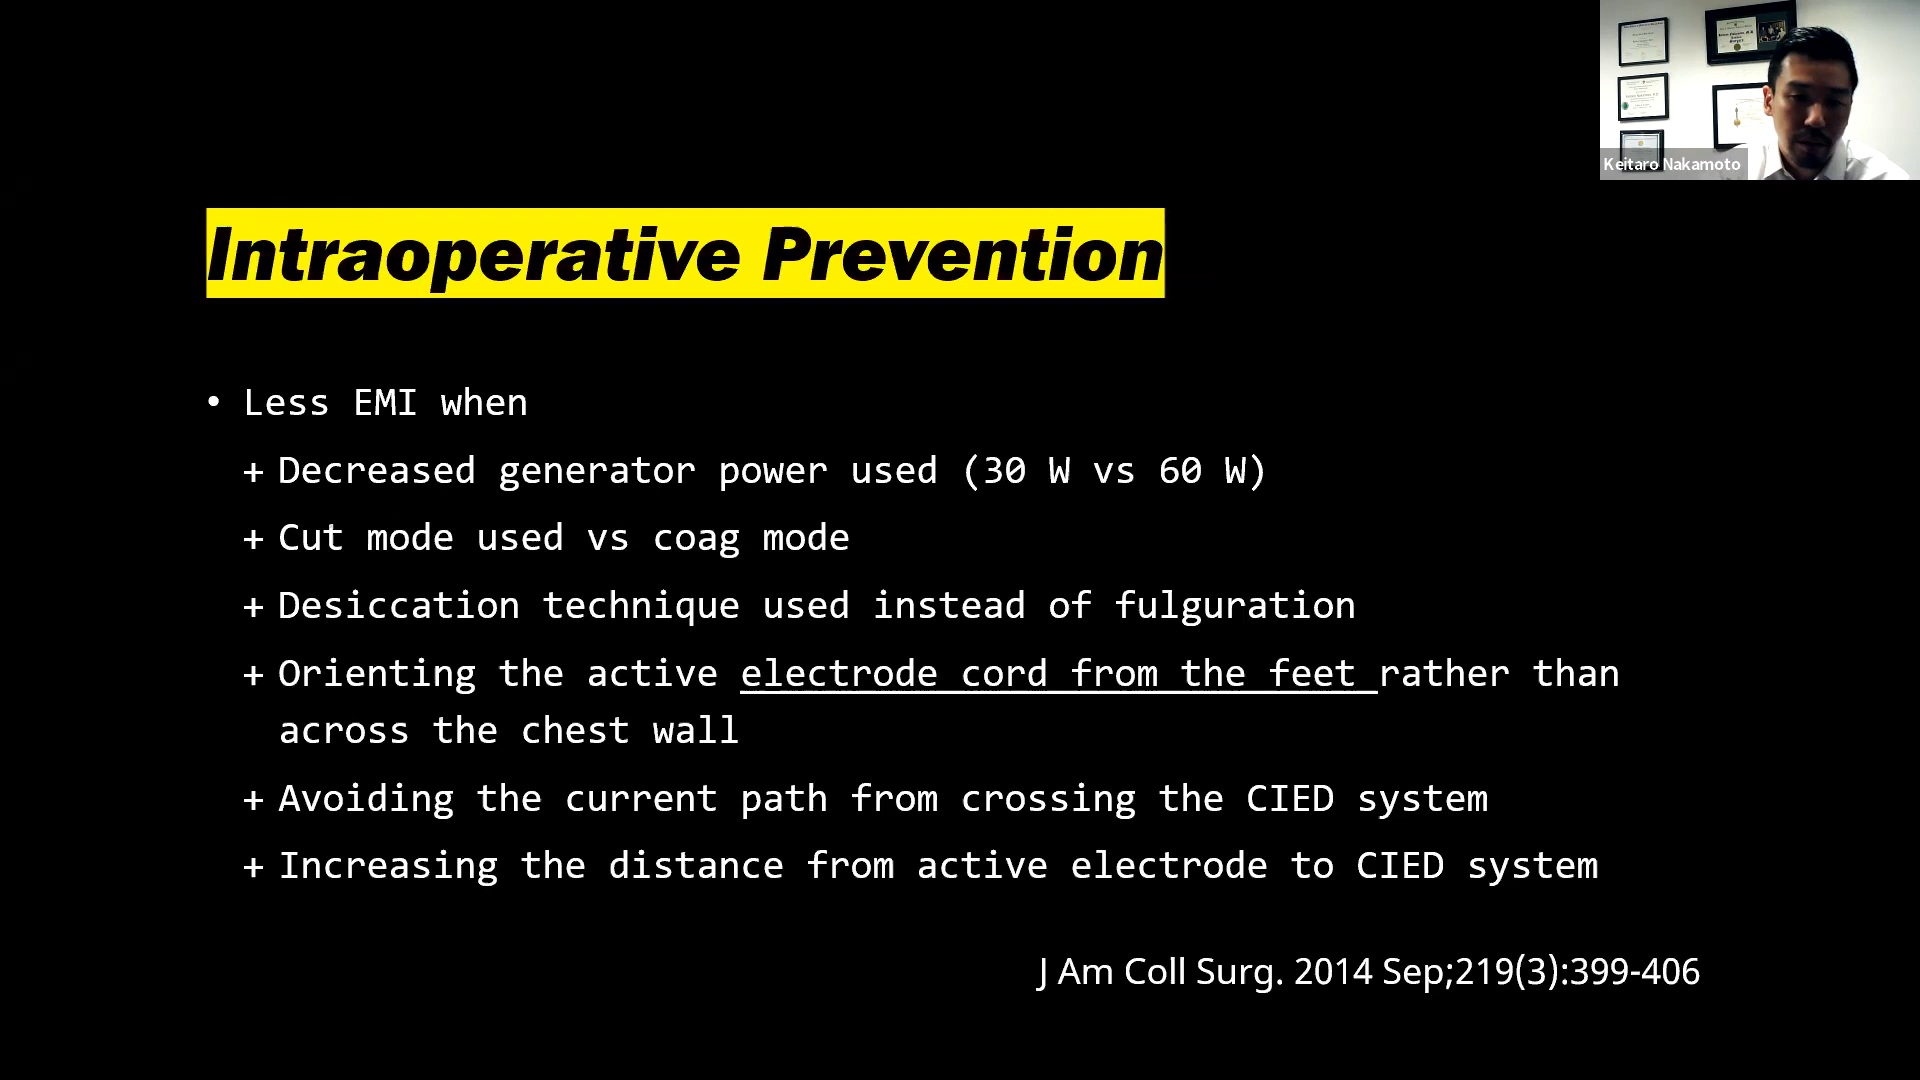 Keitaro Nakamoto
Intraoperative Prevention
• Less EMI when
+ Decreased generator power used (30 W vs 60 W)
+ Cut mode used vs coag mode
+ Desiccation technique used instead of fulguration
+ Orienting the active electrode cord from the feet rather than
across the chest wall
+ Avoiding the current path from crossing the CIED system
+ Increasing the distance from active electrode to CIED system
J Am Coll Surg. 2014 Sep;219(3):399-406